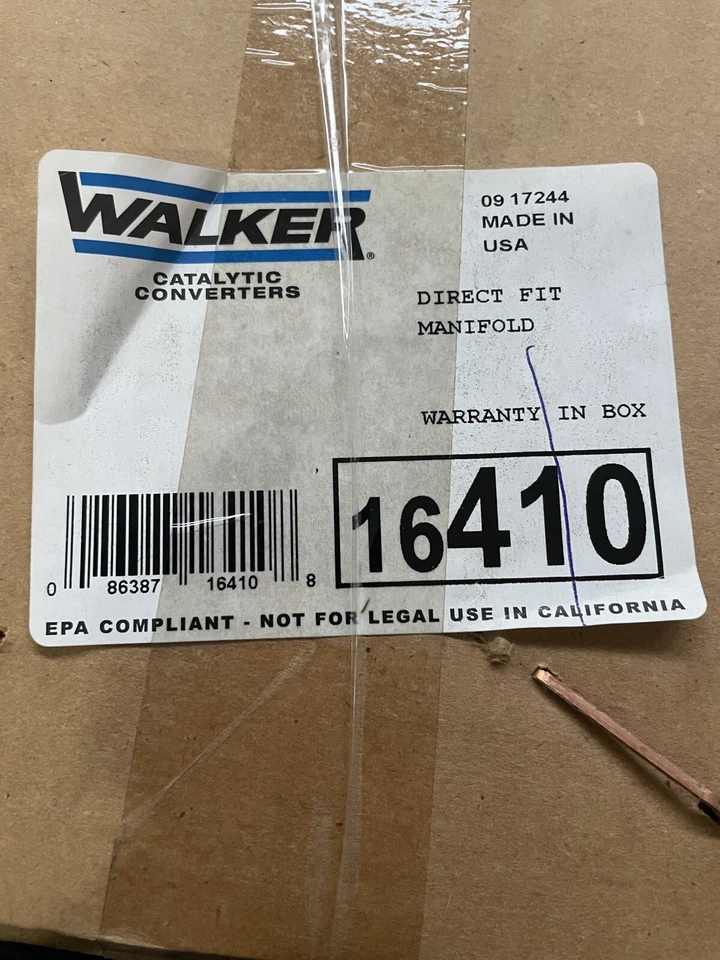 WALKER®
CATALYTIC
CONVERTERS
09 17244
MADE IN
USA
DIRECT FIT
MANIFOLD
WARRANTY IN BOX
16410
0 86387 16410 8
EPA COMPLIANT - NOT FOR LEGAL USE IN CALIFORNIA